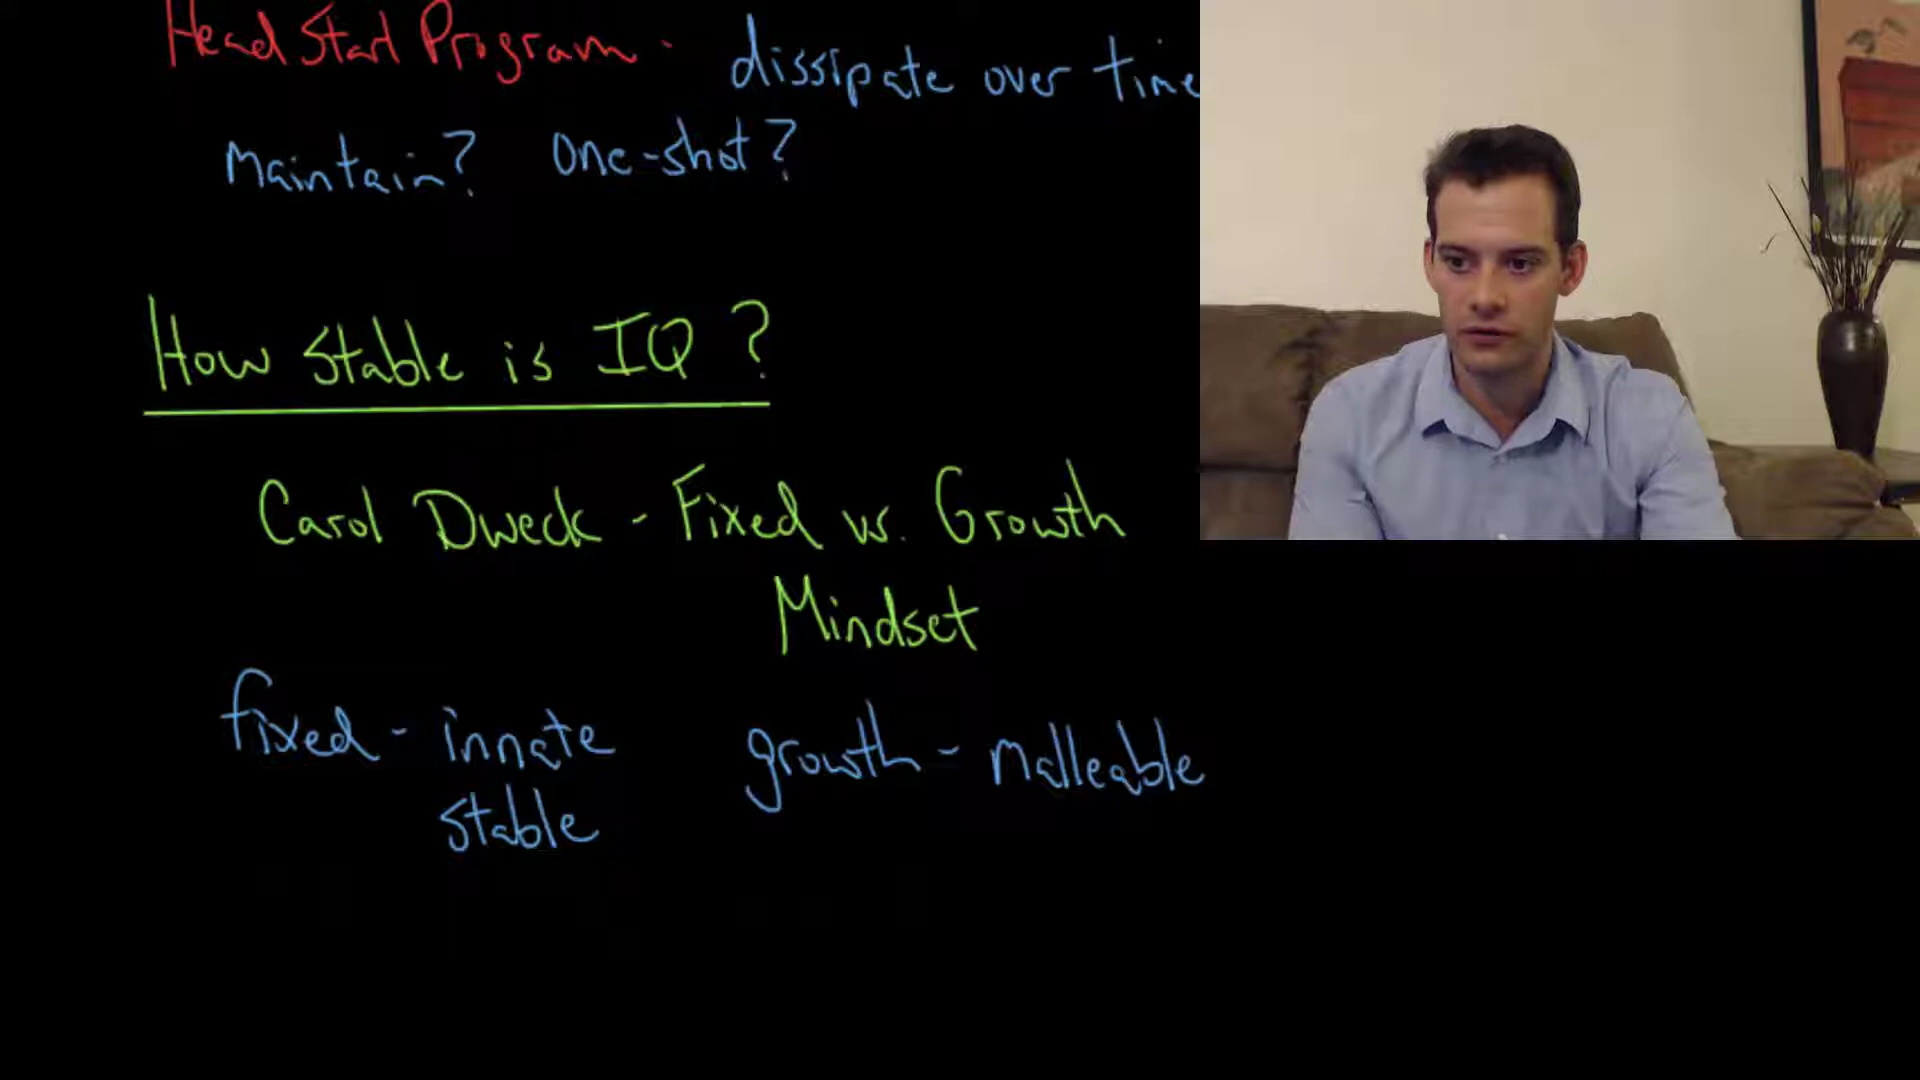 Head Start Program - dissipate over time
Maintain? One-shot?
How stable is IQ?
Carol Dweck - Fixed vs. Growth
Mindset
fixed - innate growth - malleable
stable